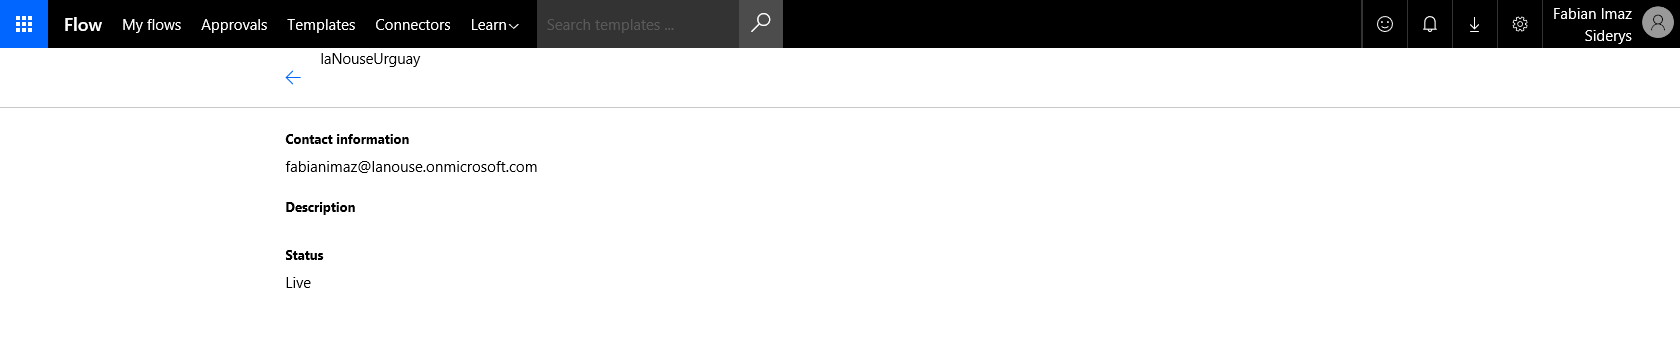 Flow My flows Approvals Templates Connectors Learn Search templates ... Fabian Imaz
Siderys
laNouseUrguay
Contact information
fabianimaz@lanouse.onmicrosoft.com
Description
Status
Live